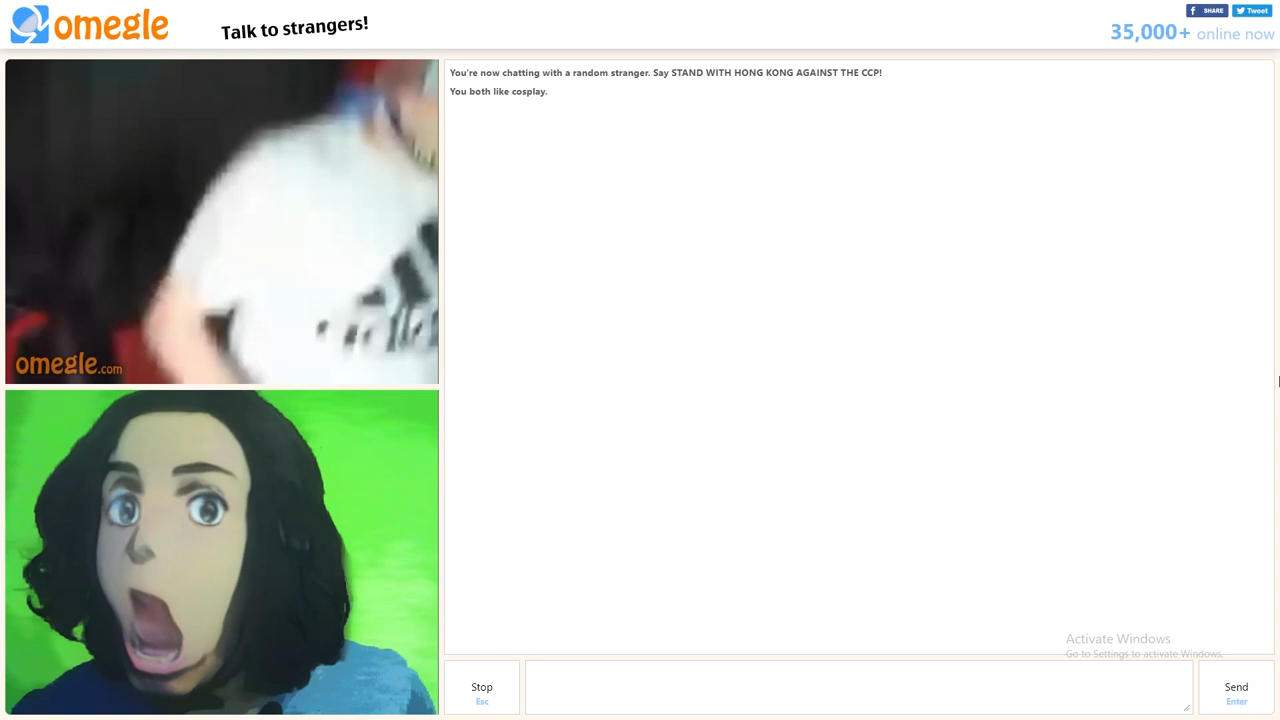 omegle
Talk to strangers!
SHARE
Tweet
35,000+ online now
You're now chatting with a random stranger. Say STAND WITH HONG KONG AGAINST THE CCP!
You both like cosplay.
omegle.com
Activate Windows
Go to Settings to activate Windows.
Stop
Esc
Send
Enter